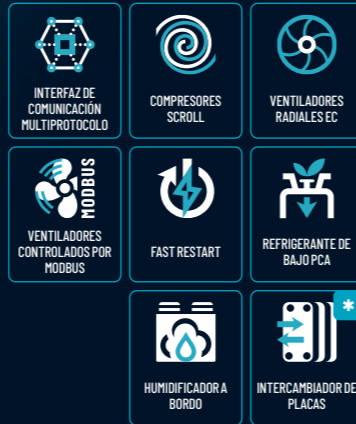 INTERFAZ DE
COMUNICACIÓN
MULTIPROTOCOLO
COMPRESORES
SCROLL
VENTILADORES
RADIALES EC
MODBUS
VENTILADORES
CONTROLADOS POR
MODBUS
FAST RESTART
REFRIGERANTE DE
BAJO PCA
HUMIDIFICADOR A
BORDO
*
INTERCAMBIADOR DE
PLACAS